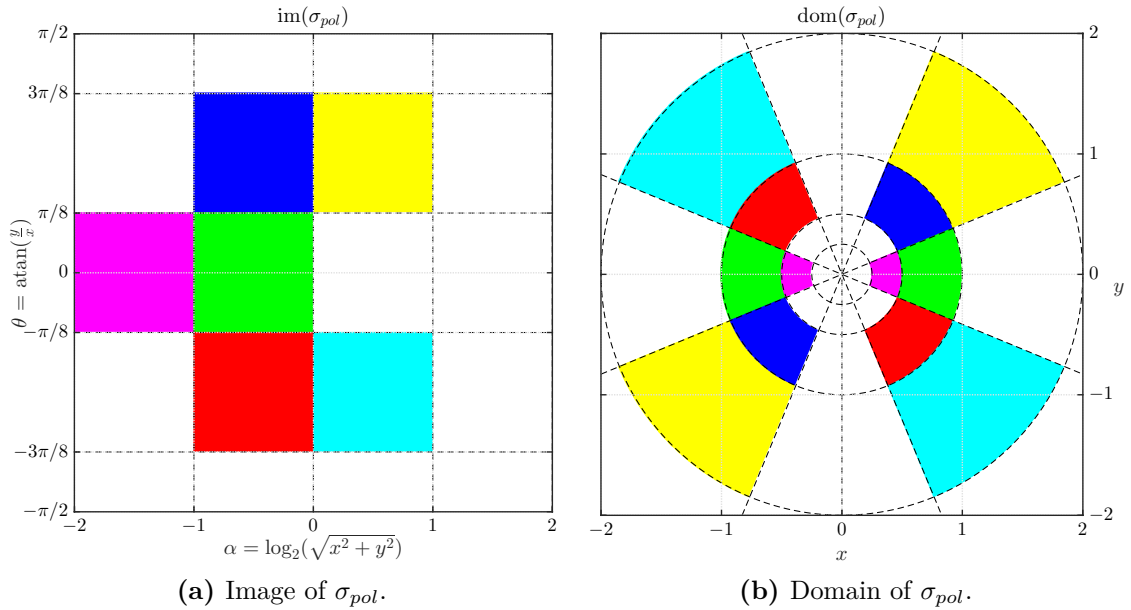 im(σ_pol)
π/2
3π/8
π/8
0
−π/8
−3π/8
−π/2
θ = atan(y/x)
−2 −1 0 1 2
α = log₂(√(x² + y²))
(a) Image of σ_pol.
dom(σ_pol)
2
1
0
−1
−2
y
−2 −1 0 1 2
x
(b) Domain of σ_pol.